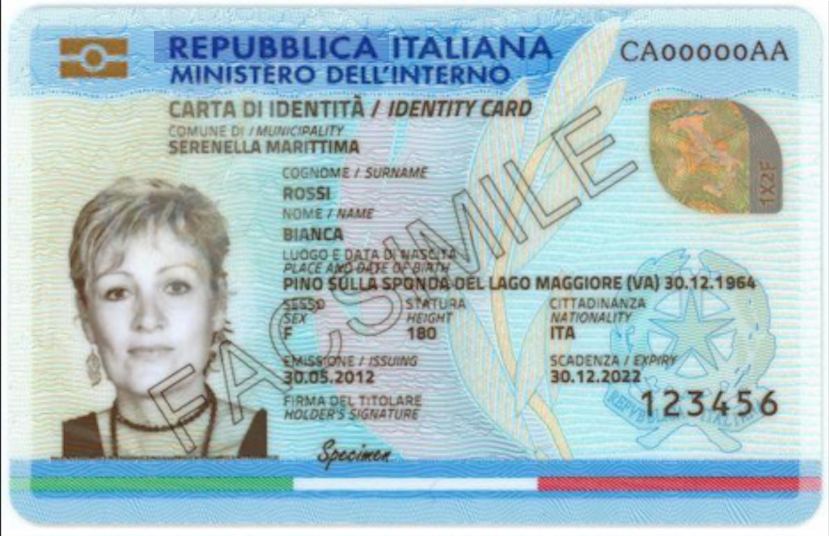 REPUBBLICA ITALIANA
MINISTERO DELL'INTERNO
CA00000AA
CARTA DI IDENTITÀ / IDENTITY CARD
COMUNE DI / MUNICIPALITY
SERENELLA MARITTIMA
1X2F
COGNOME / SURNAME
ROSSI
NOME / NAME
BIANCA
LUOGO E DATA DI NASCITA
PLACE AND DATE OF BIRTH
PINO SULLA SPONDA DEL LAGO MAGGIORE (VA) 30.12.1964
SESSO STATURA CITTADINANZA
SEX HEIGHT NATIONALITY
F 180 ITA
EMISSIONE / ISSUING SCADENZA / EXPIRY
30.05.2012 30.12.2022
FIRMA DEL TITOLARE
HOLDER'S SIGNATURE
123456
Specimen
FACSIMILE
REPVBBLICA ITALIANA